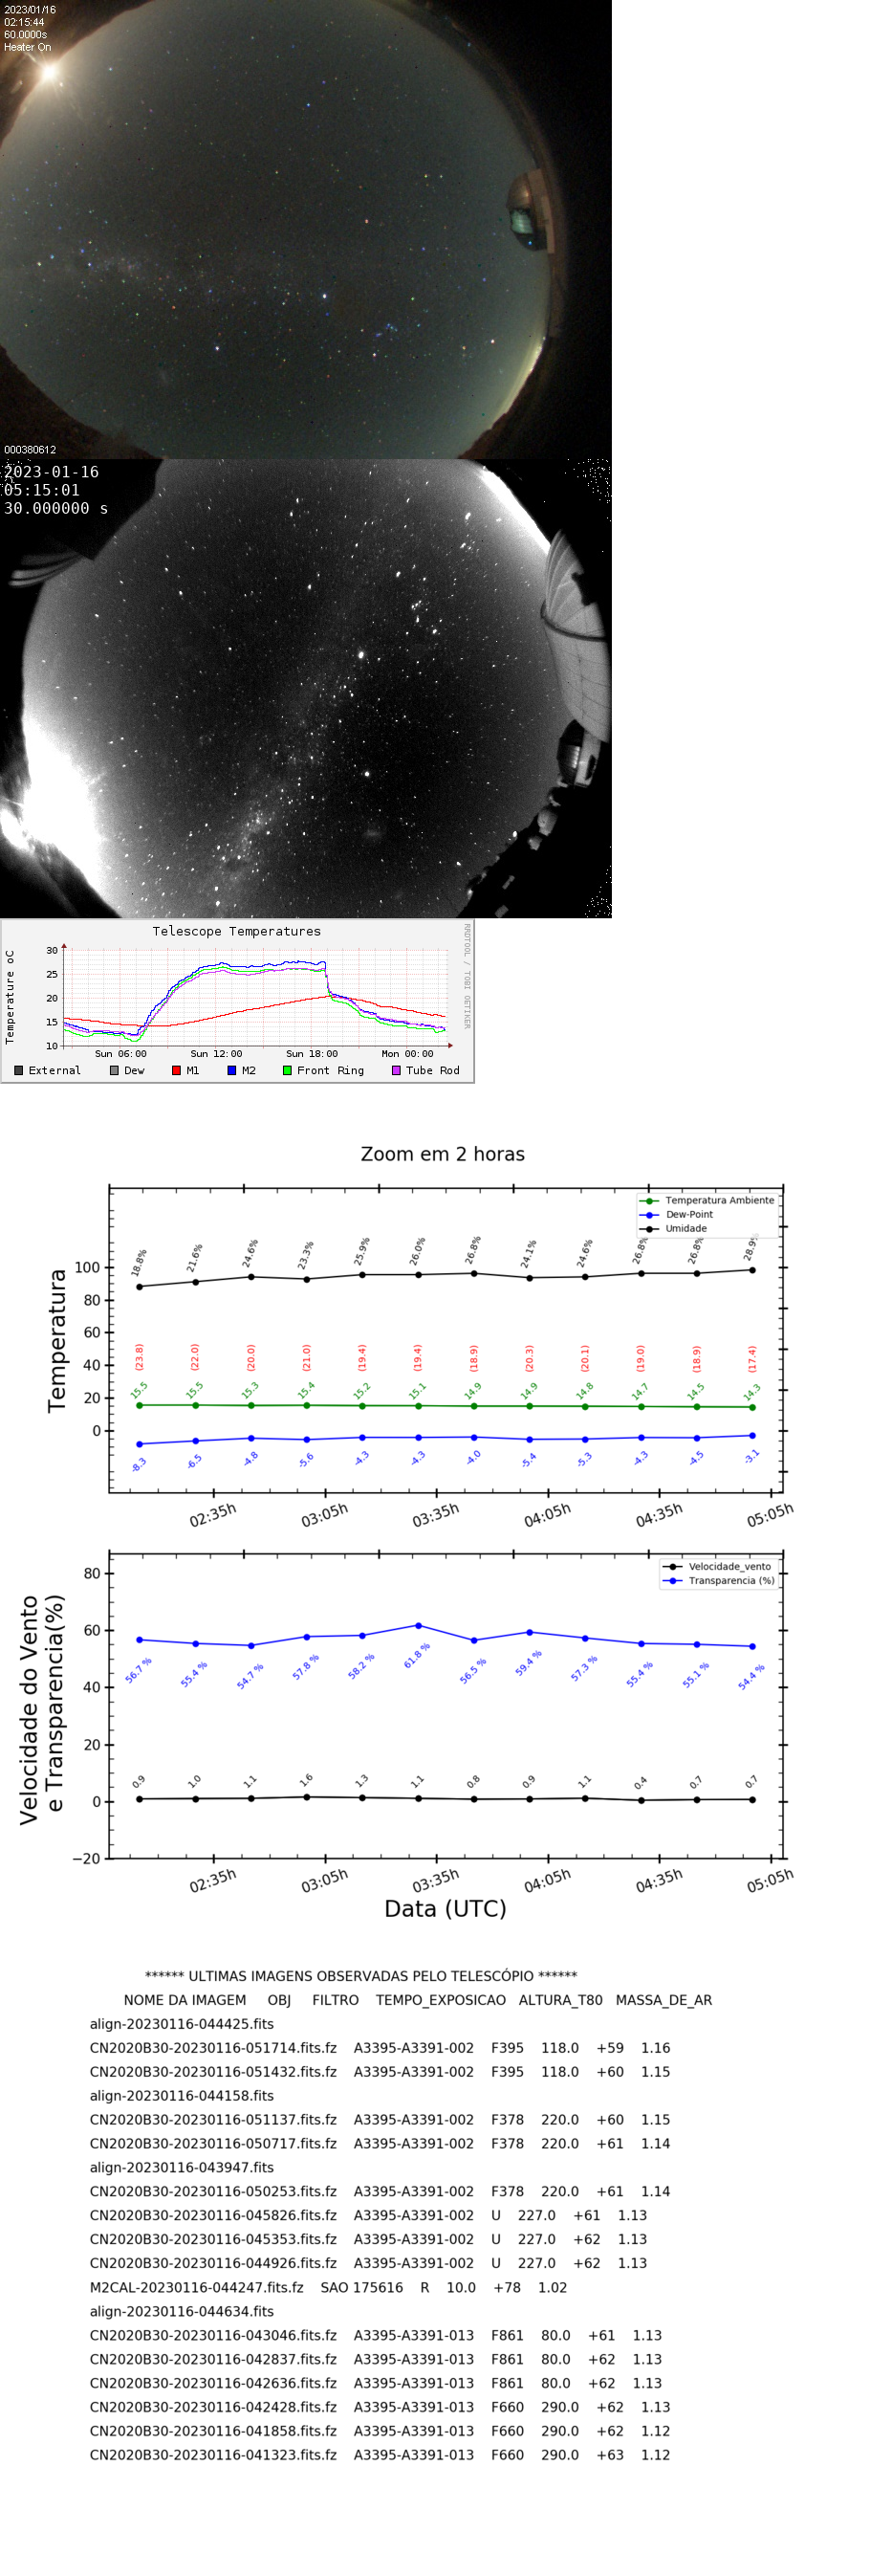 2023/01/16
02:15:44
60.0000s
Heater On
000380612
2023-01-16
05:15:01
30.000000 s
Telescope Temperatures
RRDTOOL / TOBI OETIKER
Temperature oC
30
25
20
15
10
Sun 06:00 Sun 12:00 Sun 18:00 Mon 00:00
External Dew M1 M2 Front Ring Tube Rod
Zoom em 2 horas
Temperatura Ambiente
Dew-Point
Umidade
Temperatura
100
80
60
40
20
0
18.8% 21.6% 24.6% 23.3% 25.9% 26.0% 26.8% 24.1% 24.6% 26.8% 26.8% 28.9%
(23.8) (22.0) (20.0) (21.0) (19.4) (19.4) (18.9) (20.3) (20.1) (19.0) (18.9) (17.4)
15.5 15.5 15.3 15.4 15.2 15.1 14.9 14.9 14.8 14.7 14.5 14.3
-8.3 -6.5 -4.8 -5.6 -4.3 -4.3 -4.0 -5.4 -5.3 -4.3 -4.5 -3.1
02:35h 03:05h 03:35h 04:05h 04:35h 05:05h
Velocidade_vento
Transparencia (%)
Velocidade do Vento
e Transparencia(%)
80
60
40
20
0
−20
56.7 % 55.4 % 54.7 % 57.8 % 58.2 % 61.8 % 56.5 % 59.4 % 57.3 % 55.4 % 55.1 % 54.4 %
0.9 1.0 1.1 1.6 1.3 1.1 0.8 0.9 1.1 0.4 0.7 0.7
02:35h 03:05h 03:35h 04:05h 04:35h 05:05h
Data (UTC)
****** ULTIMAS IMAGENS OBSERVADAS PELO TELESCÓPIO ******
NOME DA IMAGEM OBJ FILTRO TEMPO_EXPOSICAO ALTURA_T80 MASSA_DE_AR
align-20230116-044425.fits
CN2020B30-20230116-051714.fits.fz A3395-A3391-002 F395 118.0 +59 1.16
CN2020B30-20230116-051432.fits.fz A3395-A3391-002 F395 118.0 +60 1.15
align-20230116-044158.fits
CN2020B30-20230116-051137.fits.fz A3395-A3391-002 F378 220.0 +60 1.15
CN2020B30-20230116-050717.fits.fz A3395-A3391-002 F378 220.0 +61 1.14
align-20230116-043947.fits
CN2020B30-20230116-050253.fits.fz A3395-A3391-002 F378 220.0 +61 1.14
CN2020B30-20230116-045826.fits.fz A3395-A3391-002 U 227.0 +61 1.13
CN2020B30-20230116-045353.fits.fz A3395-A3391-002 U 227.0 +62 1.13
CN2020B30-20230116-044926.fits.fz A3395-A3391-002 U 227.0 +62 1.13
M2CAL-20230116-044247.fits.fz SAO 175616 R 10.0 +78 1.02
align-20230116-044634.fits
CN2020B30-20230116-043046.fits.fz A3395-A3391-013 F861 80.0 +61 1.13
CN2020B30-20230116-042837.fits.fz A3395-A3391-013 F861 80.0 +62 1.13
CN2020B30-20230116-042636.fits.fz A3395-A3391-013 F861 80.0 +62 1.13
CN2020B30-20230116-042428.fits.fz A3395-A3391-013 F660 290.0 +62 1.13
CN2020B30-20230116-041858.fits.fz A3395-A3391-013 F660 290.0 +62 1.12
CN2020B30-20230116-041323.fits.fz A3395-A3391-013 F660 290.0 +63 1.12